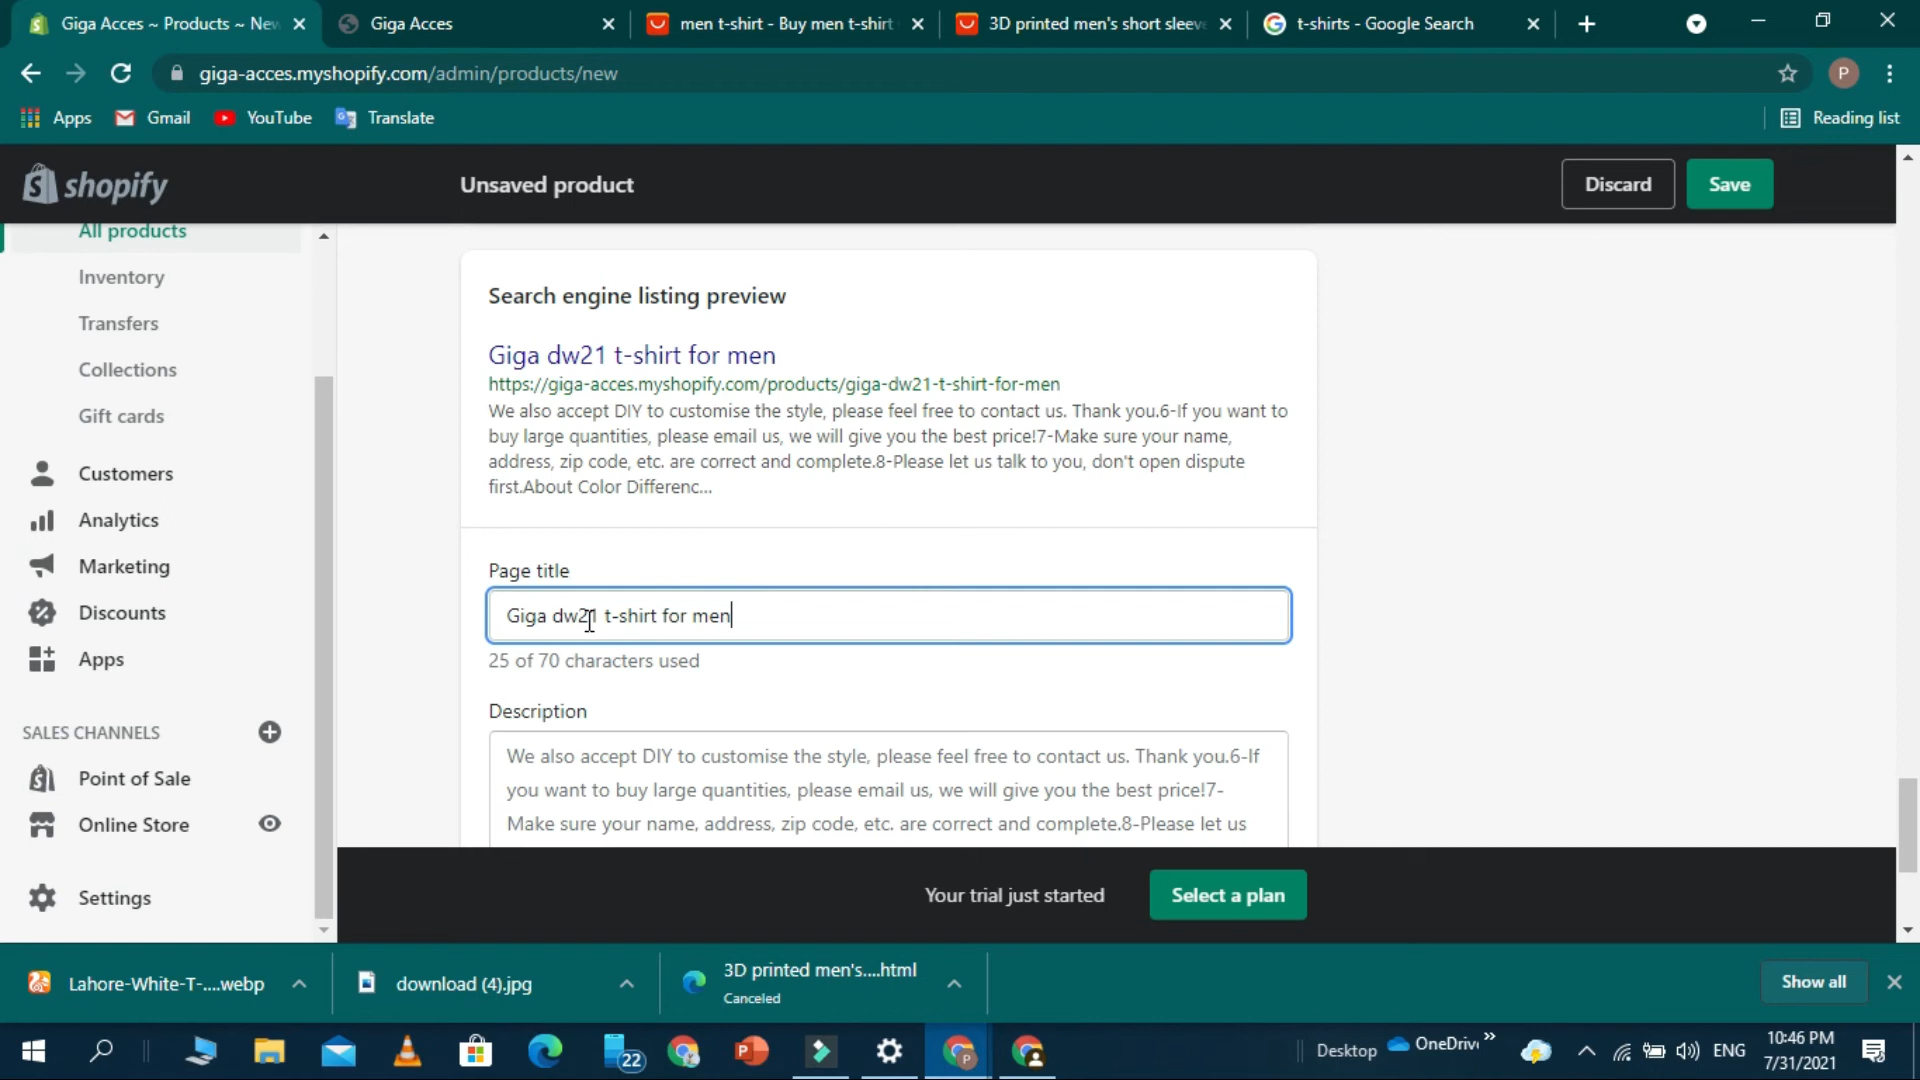 Giga Acces ~ Products ~ New
Giga Acces
men t-shirt - Buy men t-shirt
3D printed men's short sleeve
t-shirts - Google Search
giga-acces.myshopify.com/admin/products/new
P
Apps
Gmail
YouTube
Translate
Reading list
shopify
Unsaved product
Discard
Save
All products
Inventory
Transfers
Collections
Gift cards
Customers
Analytics
Marketing
Discounts
Apps
SALES CHANNELS
Point of Sale
Online Store
Settings
Search engine listing preview
Giga dw21 t-shirt for men
https://giga-acces.myshopify.com/products/giga-dw21-t-shirt-for-men
We also accept DIY to customise the style, please feel free to contact us. Thank you.6-If you want to
buy large quantities, please email us, we will give you the best price!7-Make sure your name,
address, zip code, etc. are correct and complete.8-Please let us talk to you, don't open dispute
first.About Color Differenc...
Page title
Giga dw21 t-shirt for men
25 of 70 characters used
Description
We also accept DIY to customise the style, please feel free to contact us. Thank you.6-If
you want to buy large quantities, please email us, we will give you the best price!7-
Make sure your name, address, zip code, etc. are correct and complete.8-Please let us
Your trial just started
Select a plan
Lahore-White-T-....webp
download (4).jpg
3D printed men's....html
Canceled
Show all
22
P
Desktop
OneDrive
ENG
10:46 PM
7/31/2021